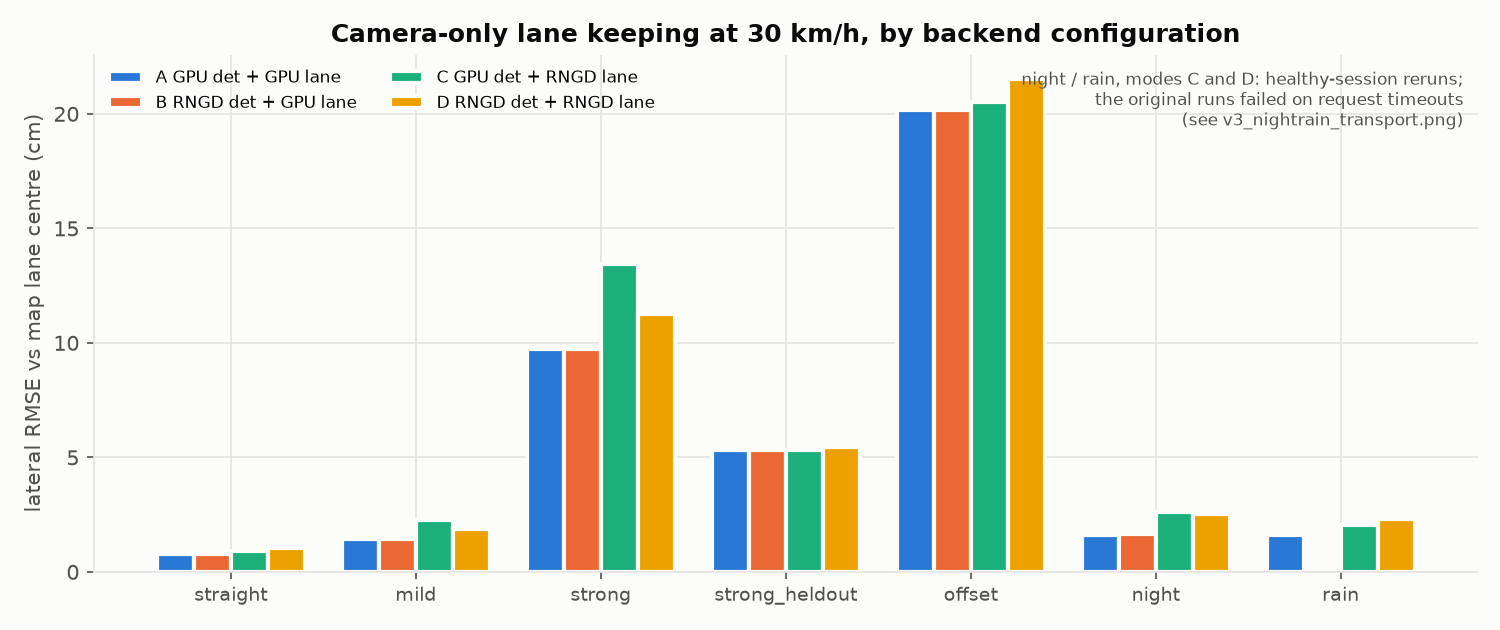 Camera-only lane keeping at 30 km/h, by backend configuration
A GPU det + GPU lane
B RNGD det + GPU lane
C GPU det + RNGD lane
D RNGD det + RNGD lane
night / rain, modes C and D: healthy-session reruns;
the original runs failed on request timeouts
(see v3_nightrain_transport.png)
lateral RMSE vs map lane centre (cm)
20
15
10
5
0
straight mild strong strong_heldout offset night rain